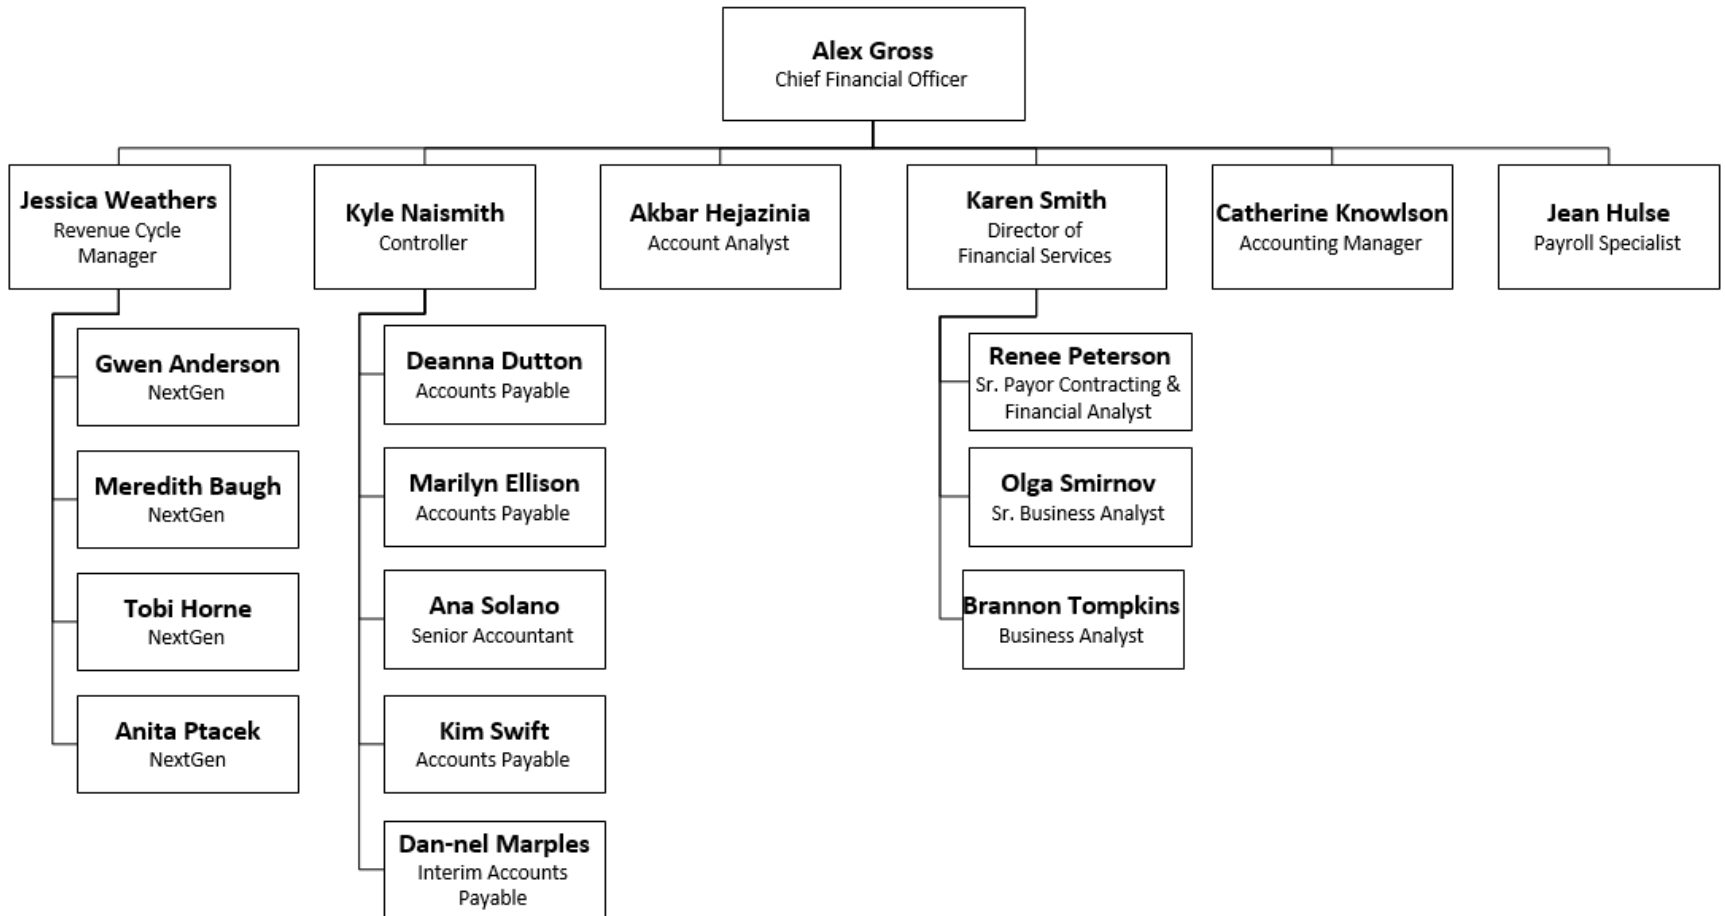 Alex Gross
Chief Financial Officer
Jessica Weathers
Revenue Cycle
Manager
Kyle Naismith
Controller
Akbar Hejazinia
Account Analyst
Karen Smith
Director of
Financial Services
Catherine Knowlson
Accounting Manager
Jean Hulse
Payroll Specialist
Gwen Anderson
NextGen
Meredith Baugh
NextGen
Tobi Horne
NextGen
Anita Ptacek
NextGen
Deanna Dutton
Accounts Payable
Marilyn Ellison
Accounts Payable
Ana Solano
Senior Accountant
Kim Swift
Accounts Payable
Dan-nel Marples
Interim Accounts
Payable
Renee Peterson
Sr. Payor Contracting &
Financial Analyst
Olga Smirnov
Sr. Business Analyst
Brannon Tompkins
Business Analyst